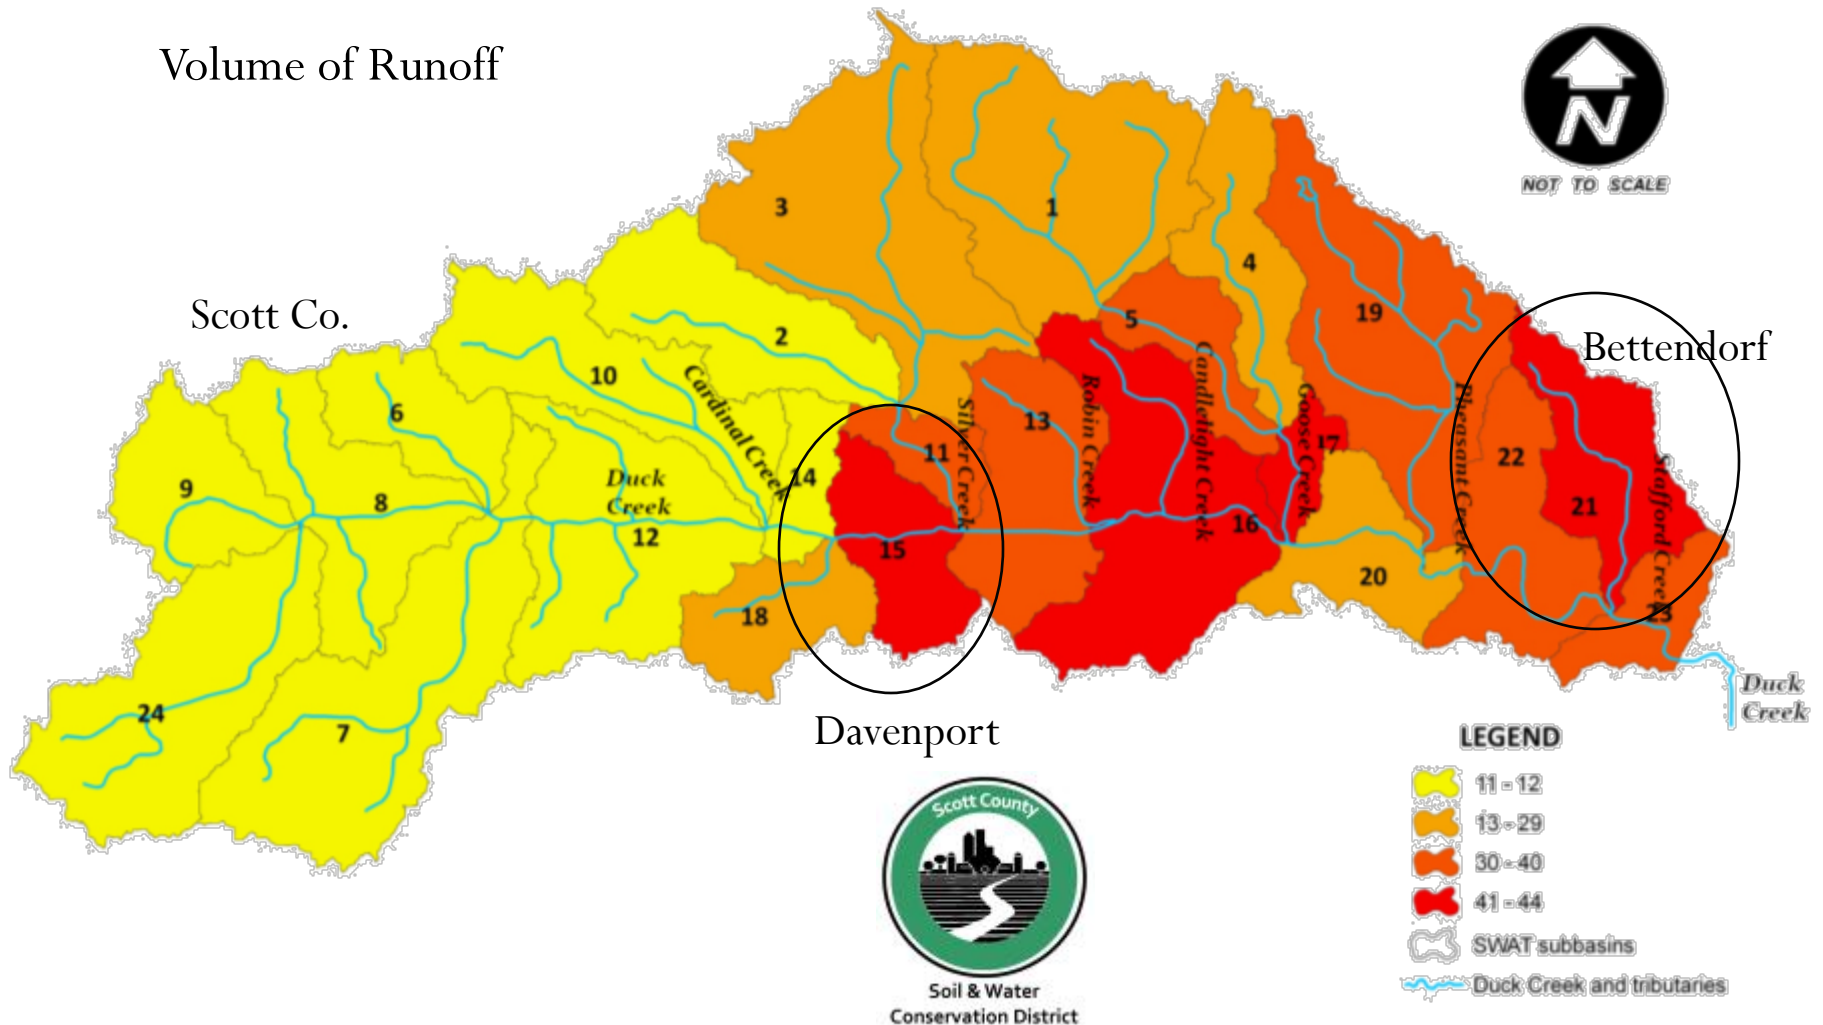 Volume of Runoff
N
NOT TO SCALE
Scott Co.
Bettendorf
3
1
4
2
5
19
10
6
Cardinal Creek
Silver Creek
13
Robin Creek
Candlelight Creek
Goose Creek
17
Pheasant Creek
22
11
9
8
Duck
Creek
14
12
15
16
21
Stafford Creek
20
18
23
24
7
Davenport
Duck
Creek
LEGEND
11 - 12
13 - 29
30 - 40
41 - 44
SWAT subbasins
Duck Creek and tributaries
Scott County
Soil & Water
Conservation District